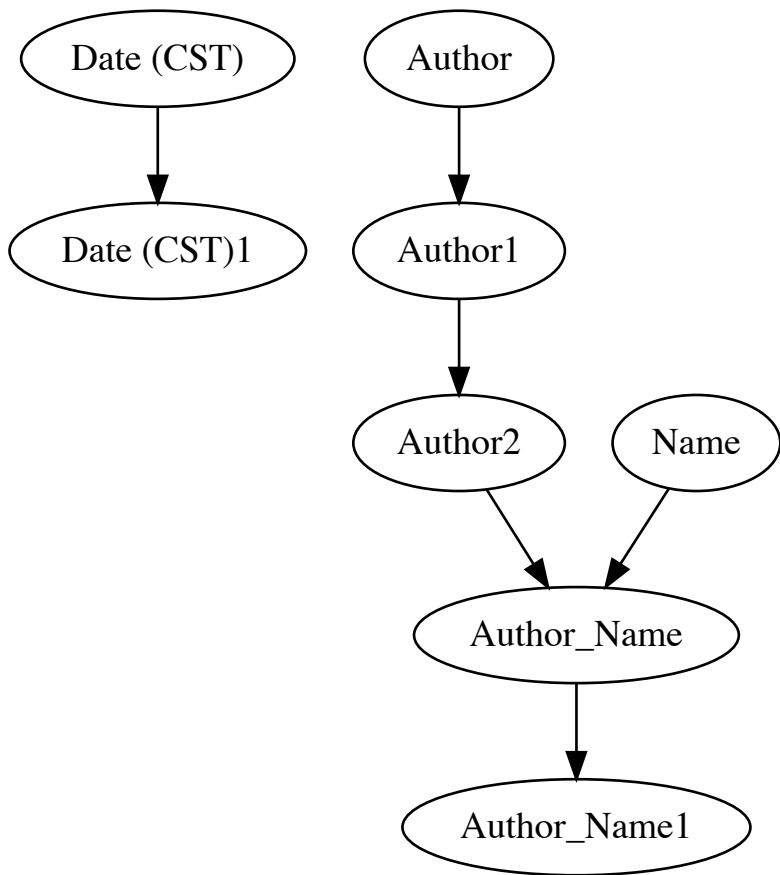 Date (CST)
Author
Date (CST)1
Author1
Author2
Name
Author_Name
Author_Name1